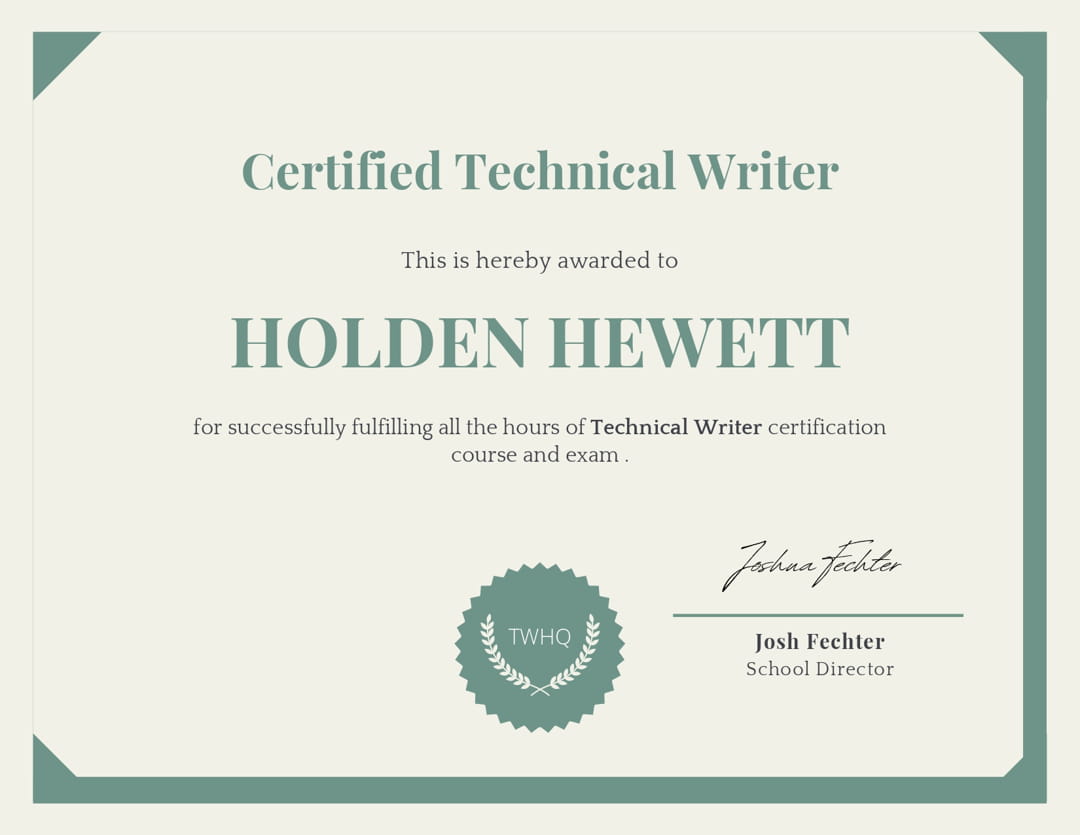 Certified Technical Writer
This is hereby awarded to
HOLDEN HEWETT
for successfully fulfilling all the hours of Technical Writer certification
course and exam .
Joshua Fechter
TWHQ
Josh Fechter
School Director